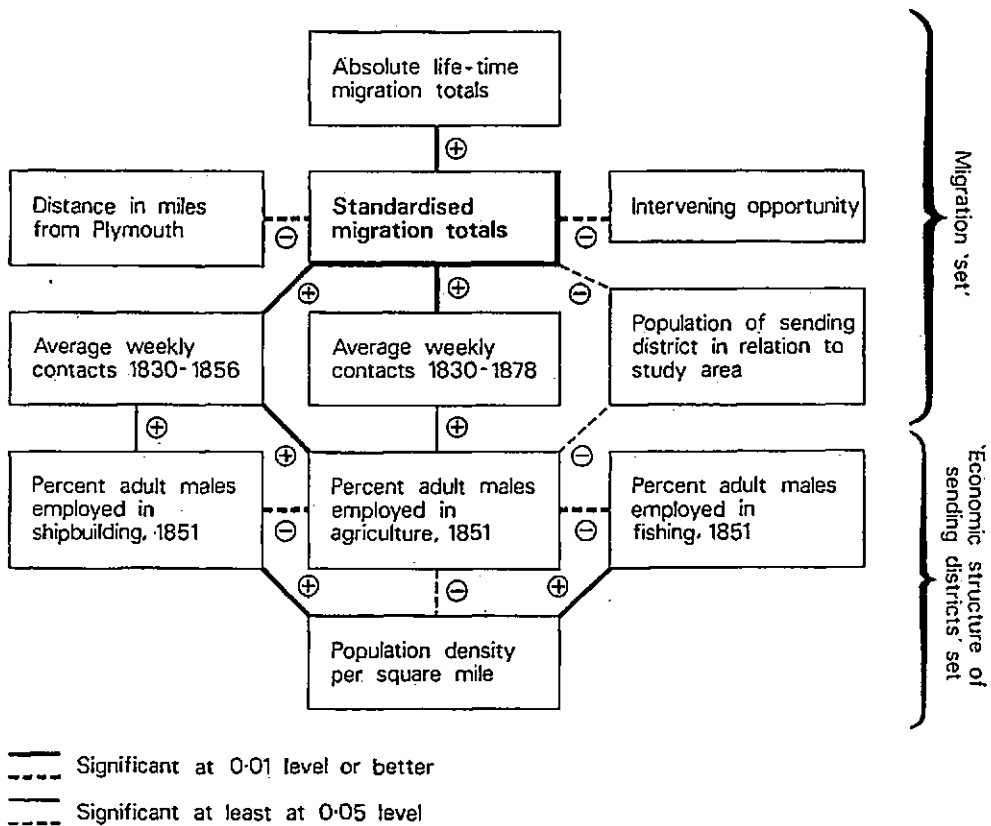 Absolute life-time
migration totals
⊕
Distance in miles
from Plymouth
⊖
Standardised
migration totals
⊖
Intervening opportunity
⊕
⊕
⊖
Average weekly
contacts 1830-1856
Average weekly
contacts 1830-1878
Population of sending
district in relation to
study area
Migration 'set'
⊕
⊕
⊕
⊖
Percent adult males
employed in
shipbuilding, 1851
⊖
Percent adult males
employed in
agriculture, 1851
⊖
Percent adult males
employed in
fishing, 1851
⊕
⊖
⊕
Population density
per square mile
'Economic structure of
sending districts' set
Significant at 0·01 level or better
Significant at least at 0·05 level